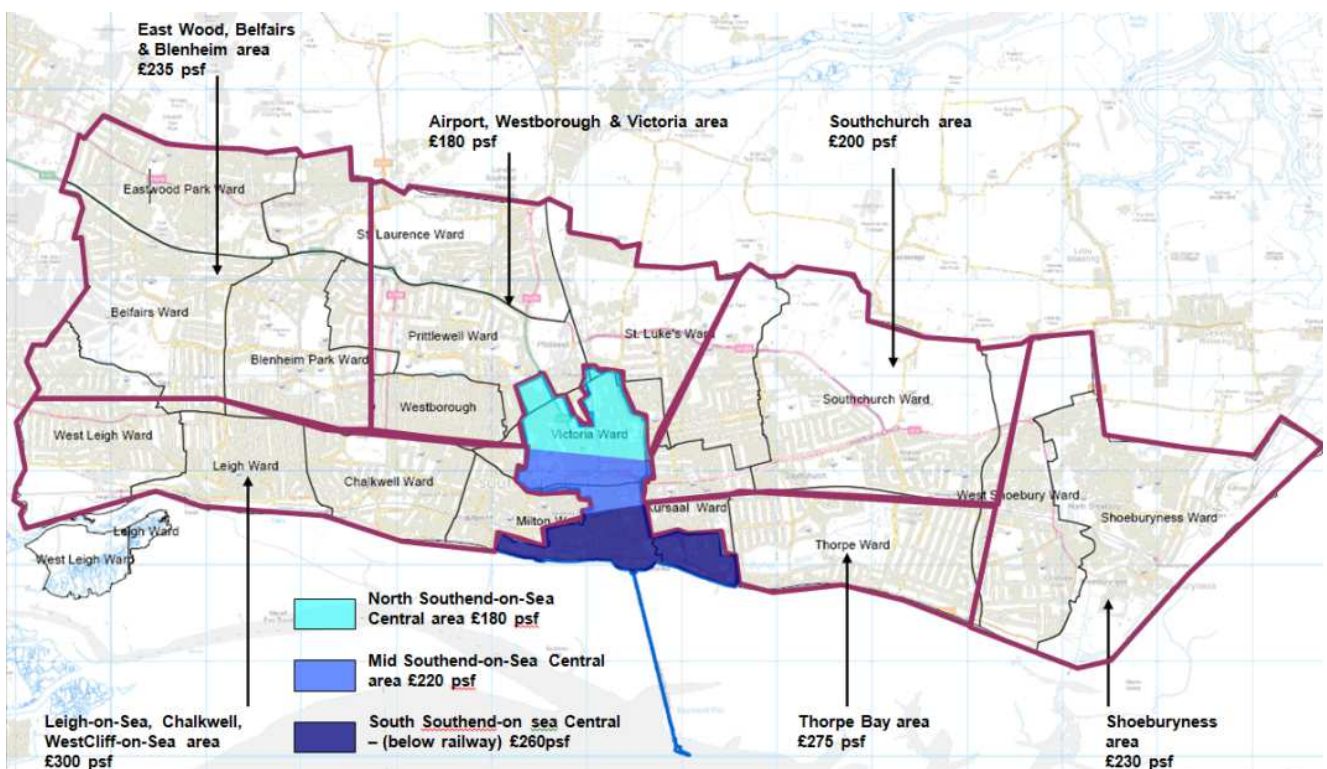 East Wood, Belfairs
& Blenheim area
£235 psf
Airport, Westborough & Victoria area
£180 psf
Southchurch area
£200 psf
Eastwood Park Ward
St. Laurence Ward
Belfairs Ward
Prittlewell Ward
St. Luke's Ward
Blenheim Park Ward
Westborough
Southchurch Ward
Victoria Ward
West Leigh Ward
Leigh Ward
Chalkwell Ward
West Shoebury Ward
Shoeburyness Ward
Kursaal Ward
Thorpe Ward
Leigh Ward
West Leigh Ward
North Southend-on-Sea
Central area £180 psf
Mid Southend-on-Sea Central
area £220 psf
South Southend-on sea Central
– (below railway) £260psf
Leigh-on-Sea, Chalkwell,
WestCliff-on-Sea area
£300 psf
Thorpe Bay area
£275 psf
Shoeburyness
area
£230 psf